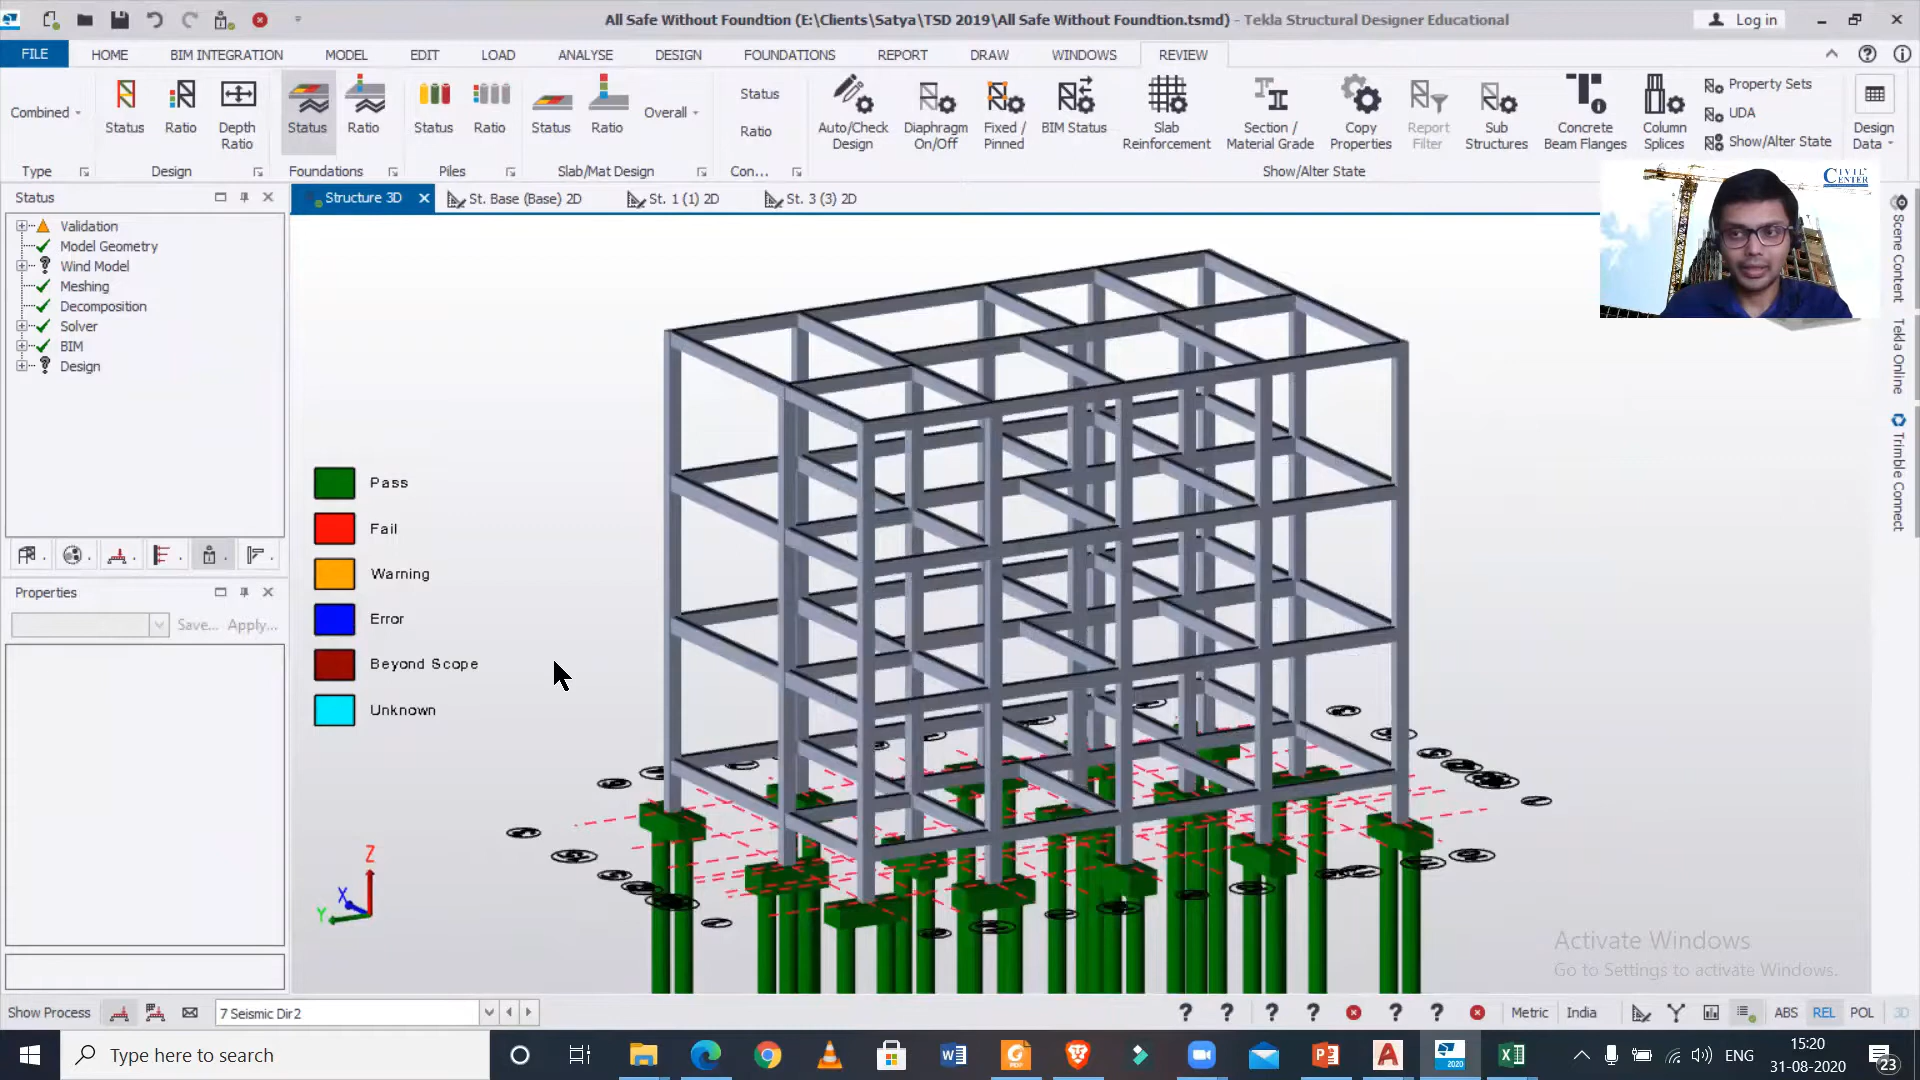 All Safe Without Foundtion (E:\Clients\Satya\TSD 2019\All Safe Without Foundtion.tsmd) - Tekla Structural Designer Educational
Log in
FILE HOME BIM INTEGRATION MODEL EDIT LOAD ANALYSE DESIGN FOUNDATIONS REPORT DRAW WINDOWS REVIEW
Combined
Type
Status Ratio Depth Ratio
Design
Status Ratio
Foundations
Status Ratio
Piles
Status Ratio Overall
Slab/Mat Design
Status
Ratio
Con...
Auto/Check Design
Diaphragm On/Off
Fixed / Pinned
BIM Status
Slab Reinforcement
Section / Material Grade
Copy Properties
Report Filter
Sub Structures
Concrete Beam Flanges
Column Splices
Property Sets
UDA
Show/Alter State
Show/Alter State
Design Data
CIVIL CENTER
Status
Structure 3D
St. Base (Base) 2D
St. 1 (1) 2D
St. 3 (3) 2D
Validation
Model Geometry
Wind Model
Meshing
Decomposition
Solver
BIM
Design
Scene Content
Tekla Online
Trimble Connect
Pass
Fail
Warning
Error
Beyond Scope
Unknown
Properties
Save... Apply...
Z
X
Y
Activate Windows
Go to Settings to activate Windows.
Show Process
7 Seismic Dir2
Metric India ABS REL POL 3D
Type here to search
2020
ENG
15:20
31-08-2020
23